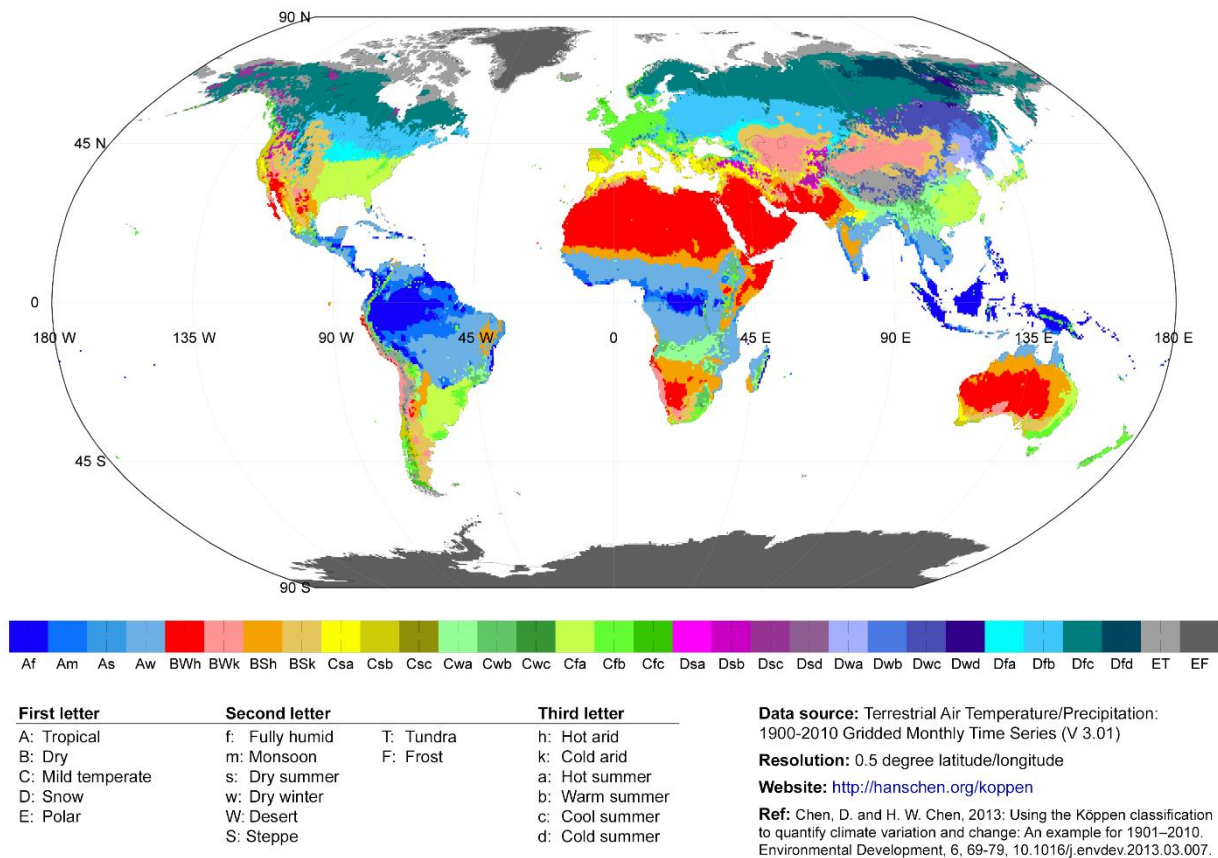 90 N
45 N
0
180 W 135 W 90 W 45 W 0 45 E 90 E 135 E 180 E
45 S
90 S
Af Am As Aw BWh BWk BSh BSk Csa Csb Csc Cwa Cwb Cwc Cfa Cfb Cfc Dsa Dsb Dsc Dsd Dwa Dwb Dwc Dwd Dfa Dfb Dfc Dfd ET EF
First letter
A: Tropical
B: Dry
C: Mild temperate
D: Snow
E: Polar
Second letter
f: Fully humid
m: Monsoon
s: Dry summer
w: Dry winter
W: Desert
S: Steppe
T: Tundra
F: Frost
Third letter
h: Hot arid
k: Cold arid
a: Hot summer
b: Warm summer
c: Cool summer
d: Cold summer
Data source: Terrestrial Air Temperature/Precipitation:
1900-2010 Gridded Monthly Time Series (V 3.01)
Resolution: 0.5 degree latitude/longitude
Website: http://hanschen.org/koppen
Ref: Chen, D. and H. W. Chen, 2013: Using the Köppen classification
to quantify climate variation and change: An example for 1901–2010.
Environmental Development, 6, 69-79, 10.1016/j.envdev.2013.03.007.